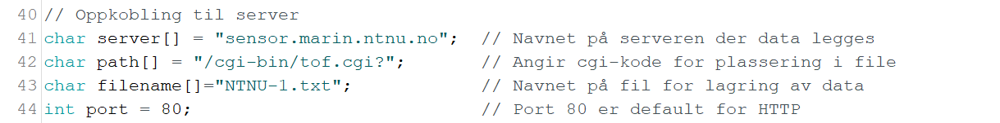 40 // Oppkobling til server
41 char server[] = "sensor.marin.ntnu.no";  // Navnet på serveren der data legges
42 char path[] = "/cgi-bin/tof.cgi?";       // Angir cgi-kode for plassering i file
43 char filename[]="NTNU-1.txt";            // Navnet på fil for lagring av data
44 int port = 80;                           // Port 80 er default for HTTP